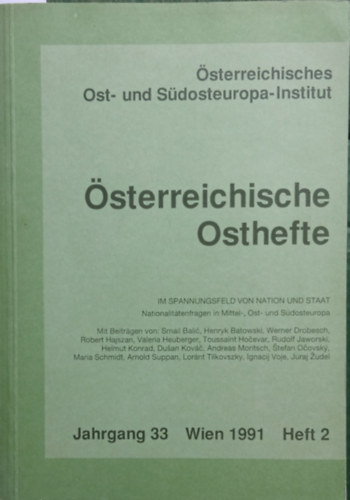 Österreichisches
Ost- und Südosteuropa-Institut
Österreichische
Osthefte
IM SPANNUNGSFELD VON NATION UND STAAT
Nationalitätenfragen in Mittel-, Ost- und Südosteuropa
Mit Beiträgen von: Smail Balić, Henryk Batowski, Werner Drobesch,
Robert Hajszan, Valeria Heuberger, Toussaint Hočevar, Rudolf Jaworski,
Helmut Konrad, Dušan Kováč, Andreas Moritsch, Štefan Očovský,
Maria Schmidt, Arnold Suppan, Loránt Tilkovszky, Ignacij Voje, Juraj Žudel
Jahrgang 33 Wien 1991 Heft 2